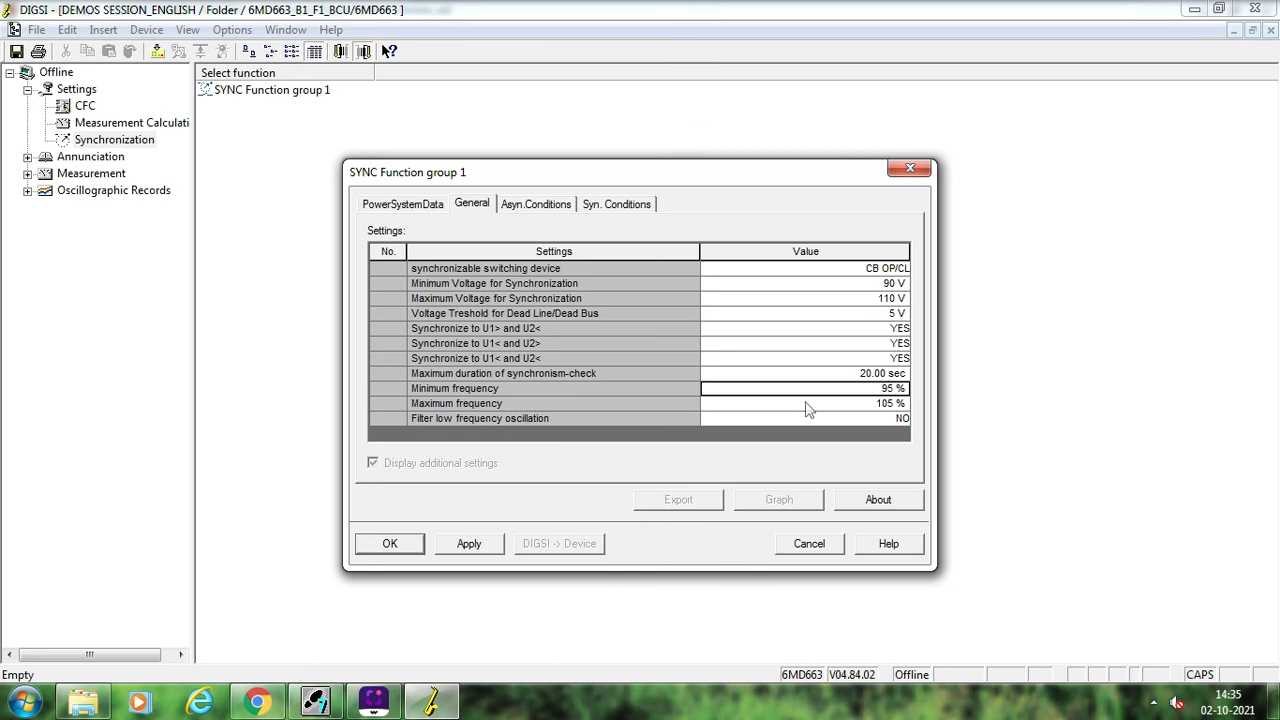 DIGSI - [DEMOS SESSION_ENGLISH / Folder / 6MD663_B1_F1_BCU/6MD663 ]
File Edit Insert Device View Options Window Help
Offline
Settings
CFC
Measurement Calculati
Synchronization
Annunciation
Measurement
Oscillographic Records
Select function
SYNC Function group 1
SYNC Function group 1
PowerSystemData General Asyn.Conditions Syn. Conditions
Settings:
No. Settings Value
synchronizable switching device CB OP/CL
Minimum Voltage for Synchronization 90 V
Maximum Voltage for Synchronization 110 V
Voltage Treshold for Dead Line/Dead Bus 5 V
Synchronize to U1> and U2< YES
Synchronize to U1< and U2> YES
Synchronize to U1< and U2< YES
Maximum duration of synchronism-check 20.00 sec
Minimum frequency 95 %
Maximum frequency 105 %
Filter low frequency oscillation NO
Display additional settings
Export Graph About
OK Apply DIGSI -> Device Cancel Help
Empty 6MD663 V04.84.02 Offline CAPS
14:35
02-10-2021